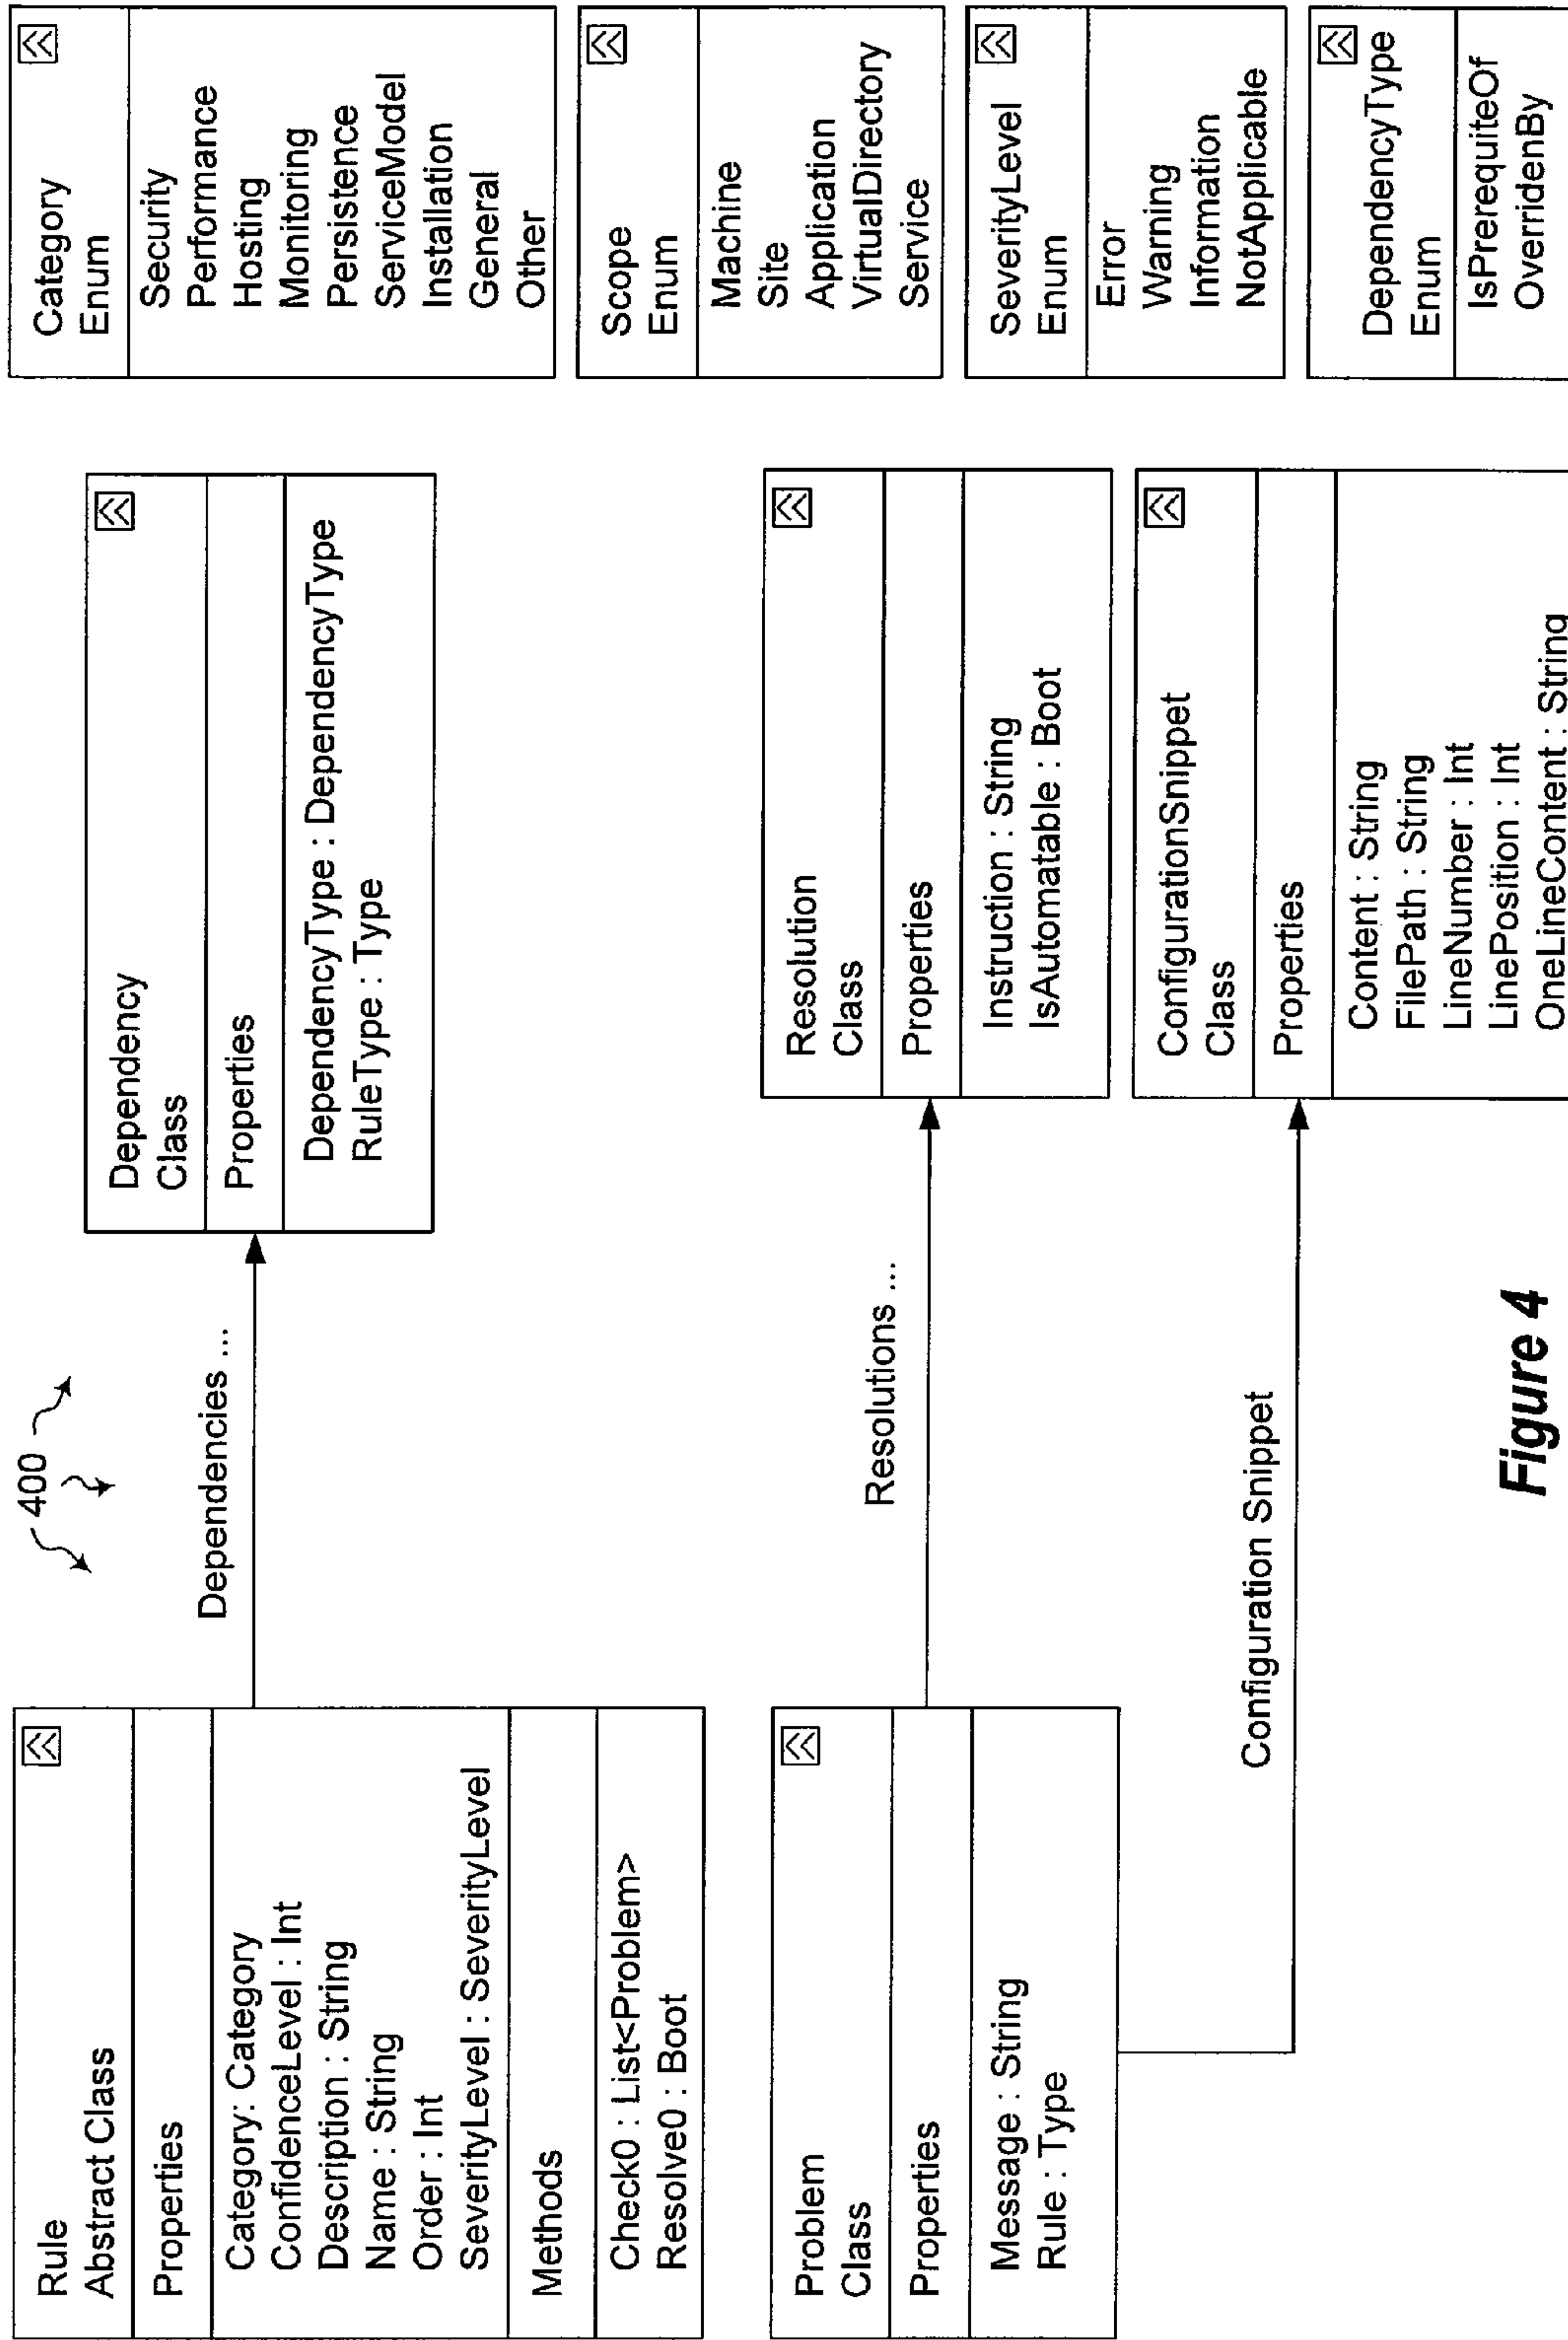 400
Rule
Abstract Class
Properties
Category: Category
ConfidenceLevel : Int
Description : String
Name : String
Order : Int
SeverityLevel : SeverityLevel
Methods
Check0 : List<Problem>
Resolve0 : Boot
Dependencies ...
Dependency
Class
Properties
DependencyType : DependencyType
RuleType : Type
Category
Enum
Security
Performance
Hosting
Monitoring
Persistence
ServiceModel
Installation
General
Other
Scope
Enum
Machine
Site
Application
VirtualDirectory
Service
Problem
Class
Properties
Message : String
Rule : Type
Resolutions ...
Resolution
Class
Properties
Instruction : String
IsAutomatable : Boot
Configuration Snippet
ConfigurationSnippet
Class
Properties
Content : String
FilePath : String
LineNumber : Int
LinePosition : Int
OneLineContent : String
SeverityLevel
Enum
Error
Warning
Information
NotApplicable
DependencyType
Enum
IsPrerequiteOf
OverridenBy
Figure 4